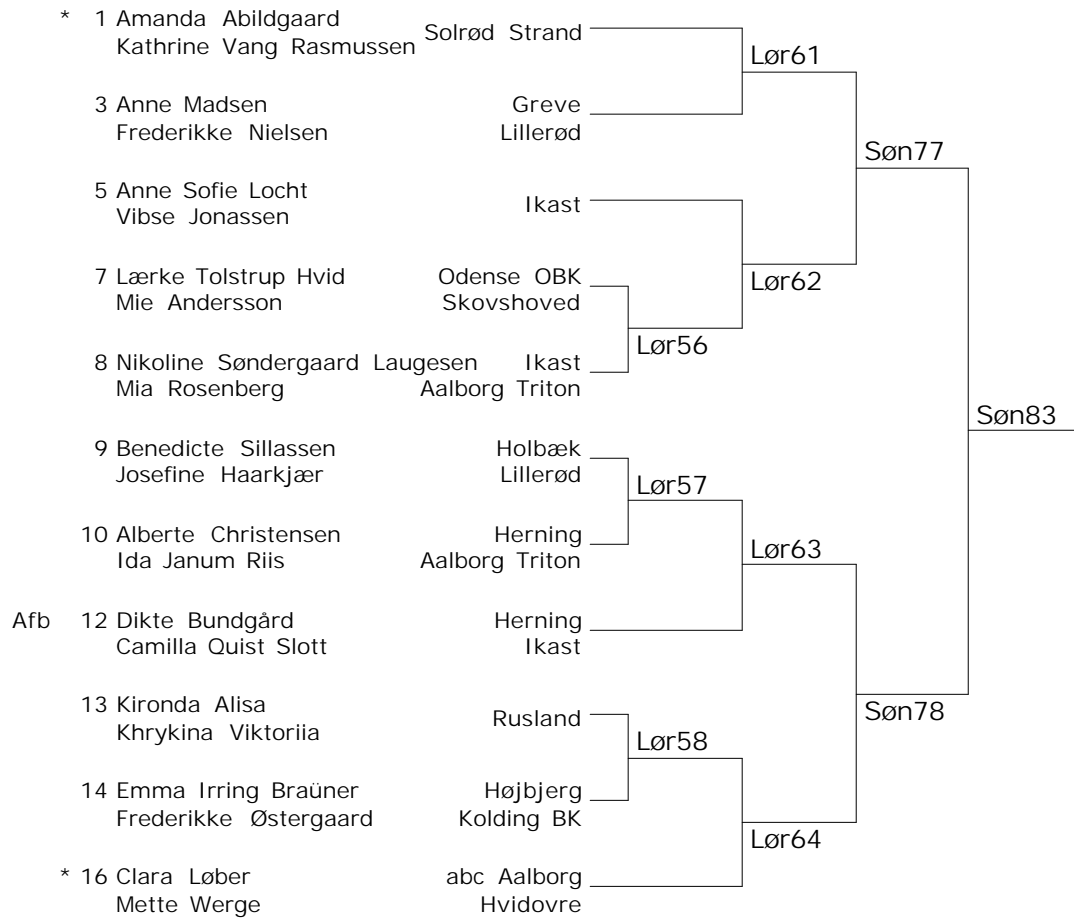 * 1 Amanda Abildgaard Solrød Strand
Kathrine Vang Rasmussen
Lør61
3 Anne Madsen Greve
Frederikke Nielsen Lillerød
Søn77
5 Anne Sofie Locht Ikast
Vibse Jonassen
7 Lærke Tolstrup Hvid Odense OBK
Lør62
Mie Andersson Skovshoved
Lør56
8 Nikoline Søndergaard Laugesen Ikast
Mia Rosenberg Aalborg Triton
Søn83
9 Benedicte Sillassen Holbæk
Josefine Haarkjær Lillerød
Lør57
10 Alberte Christensen Herning
Lør63
Ida Janum Riis Aalborg Triton
Afb 12 Dikte Bundgård Herning
Camilla Quist Slott Ikast
13 Kironda Alisa Rusland
Søn78
Khrykina Viktoriia
Lør58
14 Emma Irring Braüner Højbjerg
Frederikke Østergaard Kolding BK
Lør64
* 16 Clara Løber abc Aalborg
Mette Werge Hvidovre